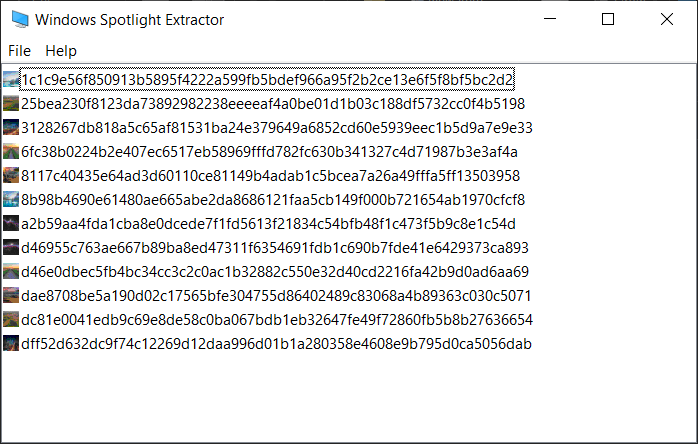 Windows Spotlight Extractor
File Help
1c1c9e56f850913b5895f4222a599fb5bdef966a95f2b2ce13e6f5f8bf5bc2d2
25bea230f8123da73892982238eeeeaf4a0be01d1b03c188df5732cc0f4b5198
3128267db818a5c65af81531ba24e379649a6852cd60e5939eec1b5d9a7e9e33
6fc38b0224b2e407ec6517eb58969fffd782fc630b341327c4d71987b3e3af4a
8117c40435e64ad3d60110ce81149b4adab1c5bcea7a26a49fffa5ff13503958
8b98b4690e61480ae665abe2da8686121faa5cb149f000b721654ab1970cfcf8
a2b59aa4fda1cba8e0dcede7f1fd5613f21834c54bfb48f1c473f5b9c8e1c54d
d46955c763ae667b89ba8ed47311f6354691fdb1c690b7fde41e6429373ca893
d46e0dbec5fb4bc34cc3c2c0ac1b32882c550e32d40cd2216fa42b9d0ad6aa69
dae8708be5a190d02c17565bfe304755d86402489c83068a4b89363c030c5071
dc81e0041edb9c69e8de58c0ba067bdb1eb32647fe49f72860fb5b8b27636654
dff52d632dc9f74c12269d12daa996d01b1a280358e4608e9b795d0ca5056dab